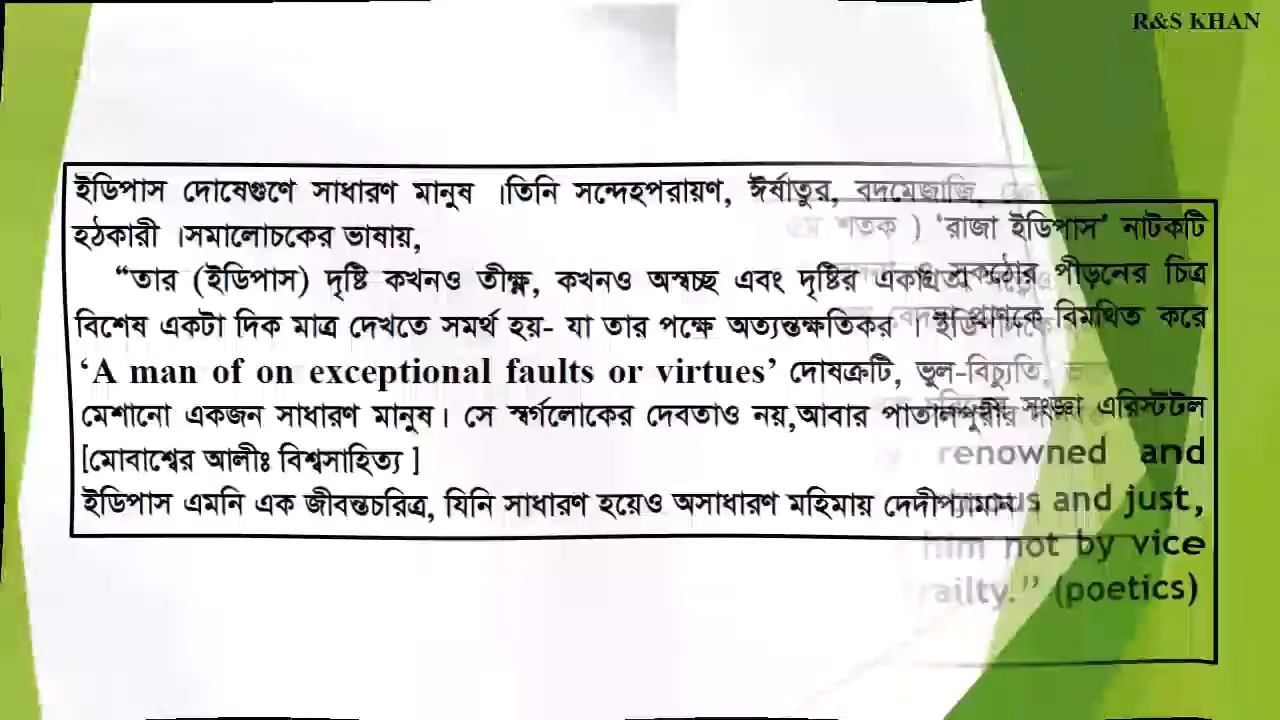 R&S KHAN
ইডিপাস দোষেগুণে সাধারণ মানুষ ।তিনি সন্দেহপরায়ণ, ঈর্ষাতুর, বদমেজাজি,
হঠকারী ।সমালোচকের ভাষায়,
শতক ) ‘রাজা ইডিপাস’ নাটকটি
“তার (ইডিপাস) দৃষ্টি কখনও তীক্ষ্ণ, কখনও অস্বচ্ছ এবং দৃষ্টির
পীড়নের চিত্র
বিশেষ একটা দিক মাত্র দেখতে সমর্থ হয়- যা তার পক্ষে অত্যন্তক্ষতিকর ।
বিমথিত করে
‘A man of on exceptional faults or virtues’ দোষত্রুটি, ভুল-বিচ্যুতি,
মেশানো একজন সাধারণ মানুষ। সে স্বর্গলোকের দেবতাও নয়,আবার
সংজ্ঞা এরিস্টটল
[মোবাশ্বের আলীঃ বিশ্বসাহিত্য ]
renowned and
ইডিপাস এমনি এক জীবন্তচরিত্র, যিনি সাধারণ হয়েও অসাধারণ মহিমায় দেদীপ্যমান
and just,
him not by vice
(poetics)